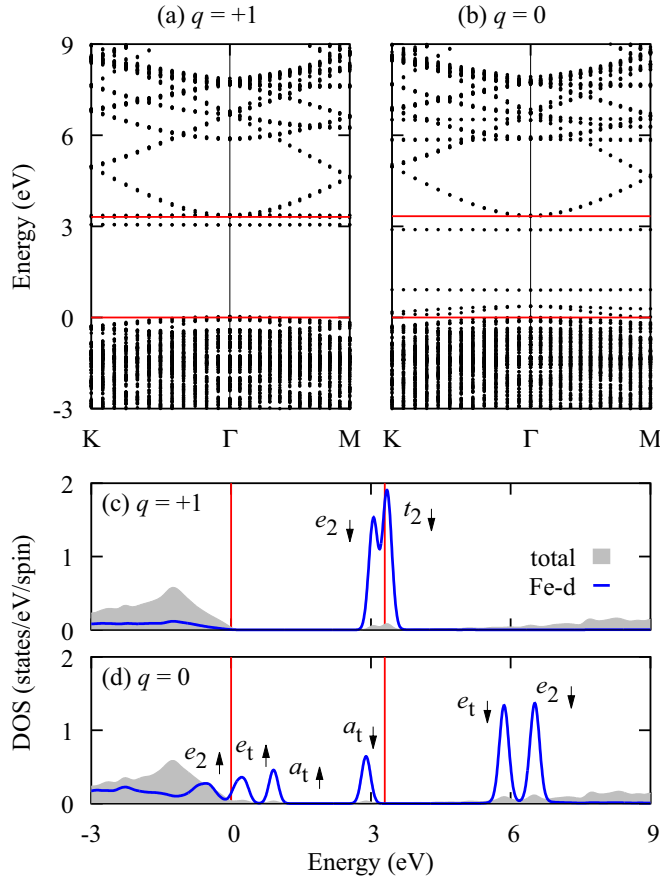 (a) q = +1 (b) q = 0
Energy (eV)
9
6
3
0
-3
K Γ M K Γ M
DOS (states/eV/spin)
2
1
0
(c) q = +1
e2 ↓ t2 ↓
total
Fe-d
2
1
0
(d) q = 0
e2 ↑ et ↑ at ↑ at ↓ et ↓ e2 ↓
-3 0 3 6 9
Energy (eV)